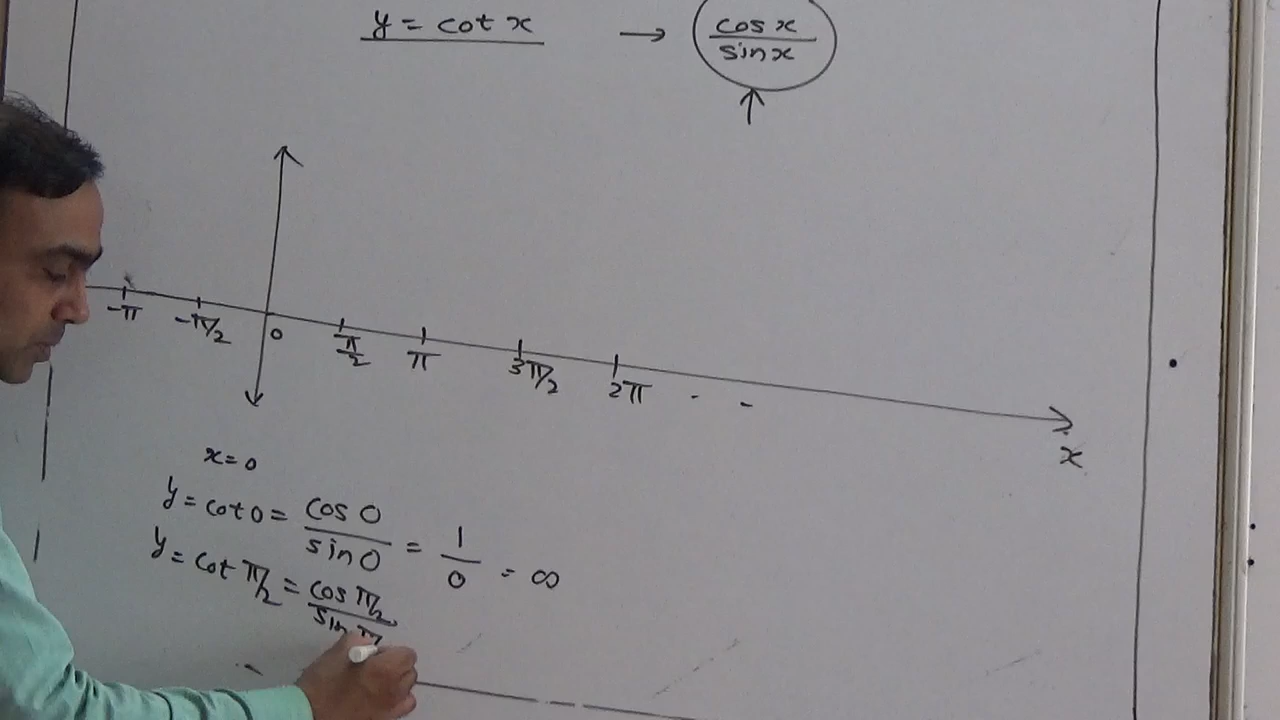 y = cot x → cos x / sin x
-π -π/2 0 π/2 π 3π/2 2π . -
x
x = 0
y = cot 0 = cos 0 / sin 0 = 1 / 0 = ∞
y = cot π/2 = cos π/2 / sin π